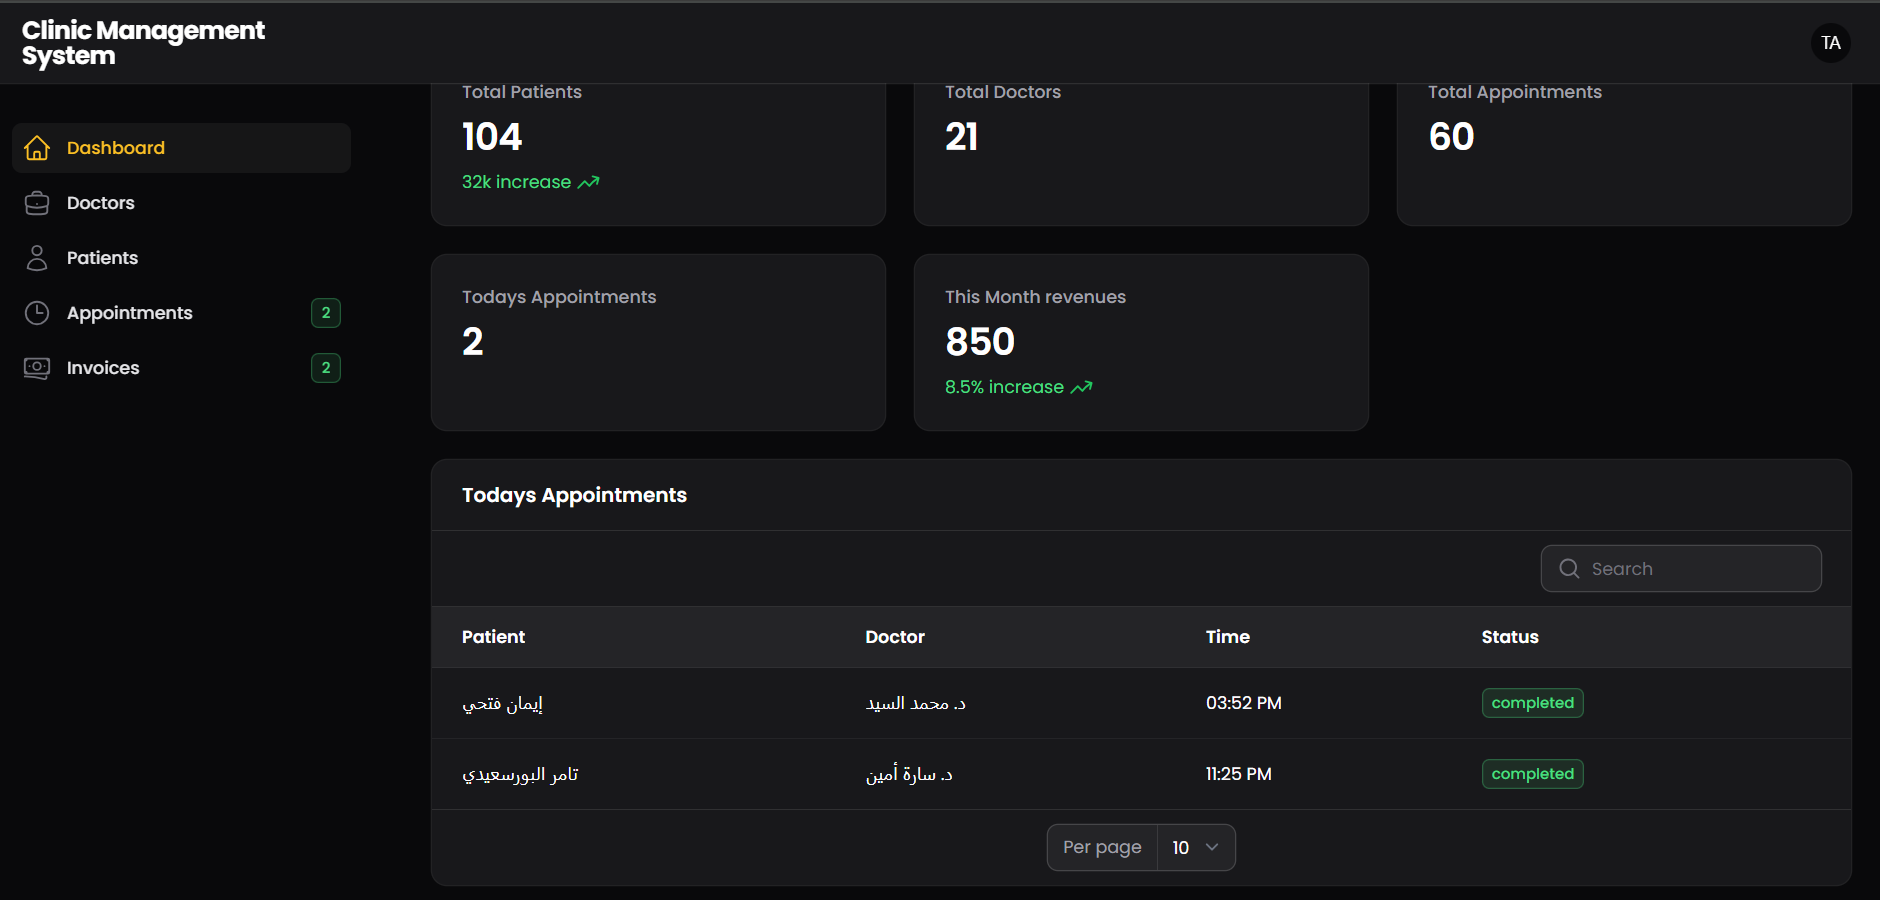 Clinic Management
System
TA
Dashboard
Doctors
Patients
Appointments 2
Invoices 2
Total Patients
104
32k increase
Total Doctors
21
Total Appointments
60
Todays Appointments
2
This Month revenues
850
8.5% increase
Todays Appointments
Search
Patient Doctor Time Status
إيمان فتحي د. محمد السيد 03:52 PM completed
تامر البورسعيدي د. سارة أمين 11:25 PM completed
Per page 10